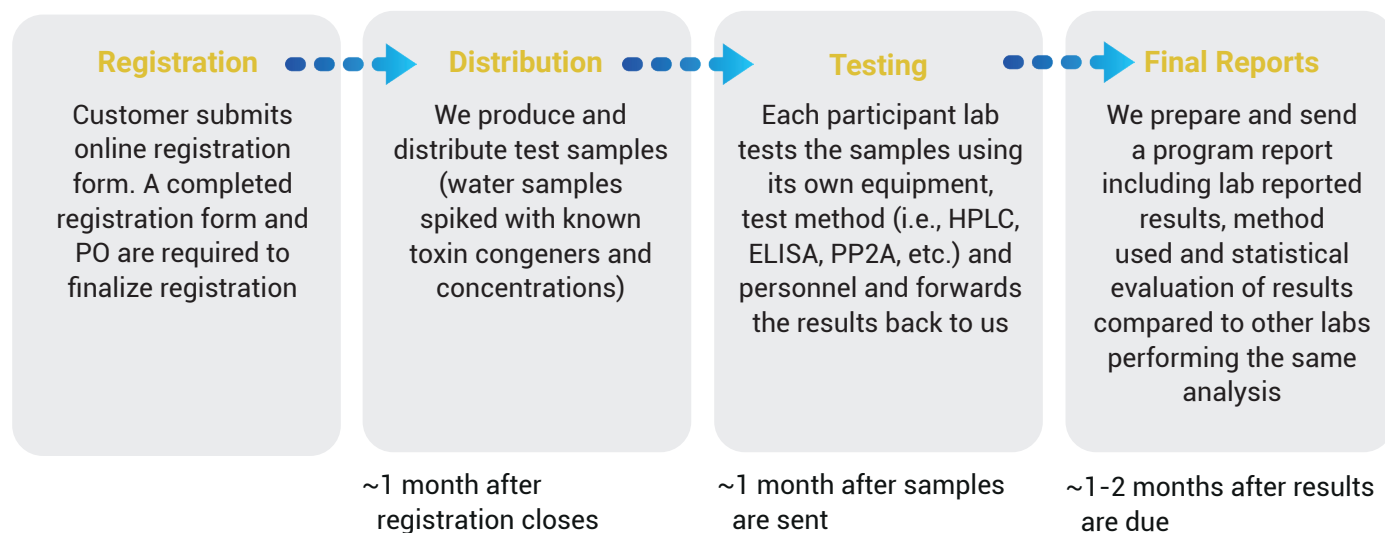 Registration
Customer submits
online registration
form. A completed
registration form and
PO are required to
finalize registration
Distribution
We produce and
distribute test samples
(water samples
spiked with known
toxin congeners and
concentrations)
~1 month after
registration closes
Testing
Each participant lab
tests the samples using
its own equipment,
test method (i.e., HPLC,
ELISA, PP2A, etc.) and
personnel and forwards
the results back to us
~1 month after samples
are sent
Final Reports
We prepare and send
a program report
including lab reported
results, method
used and statistical
evaluation of results
compared to other labs
performing the same
analysis
~1-2 months after results
are due